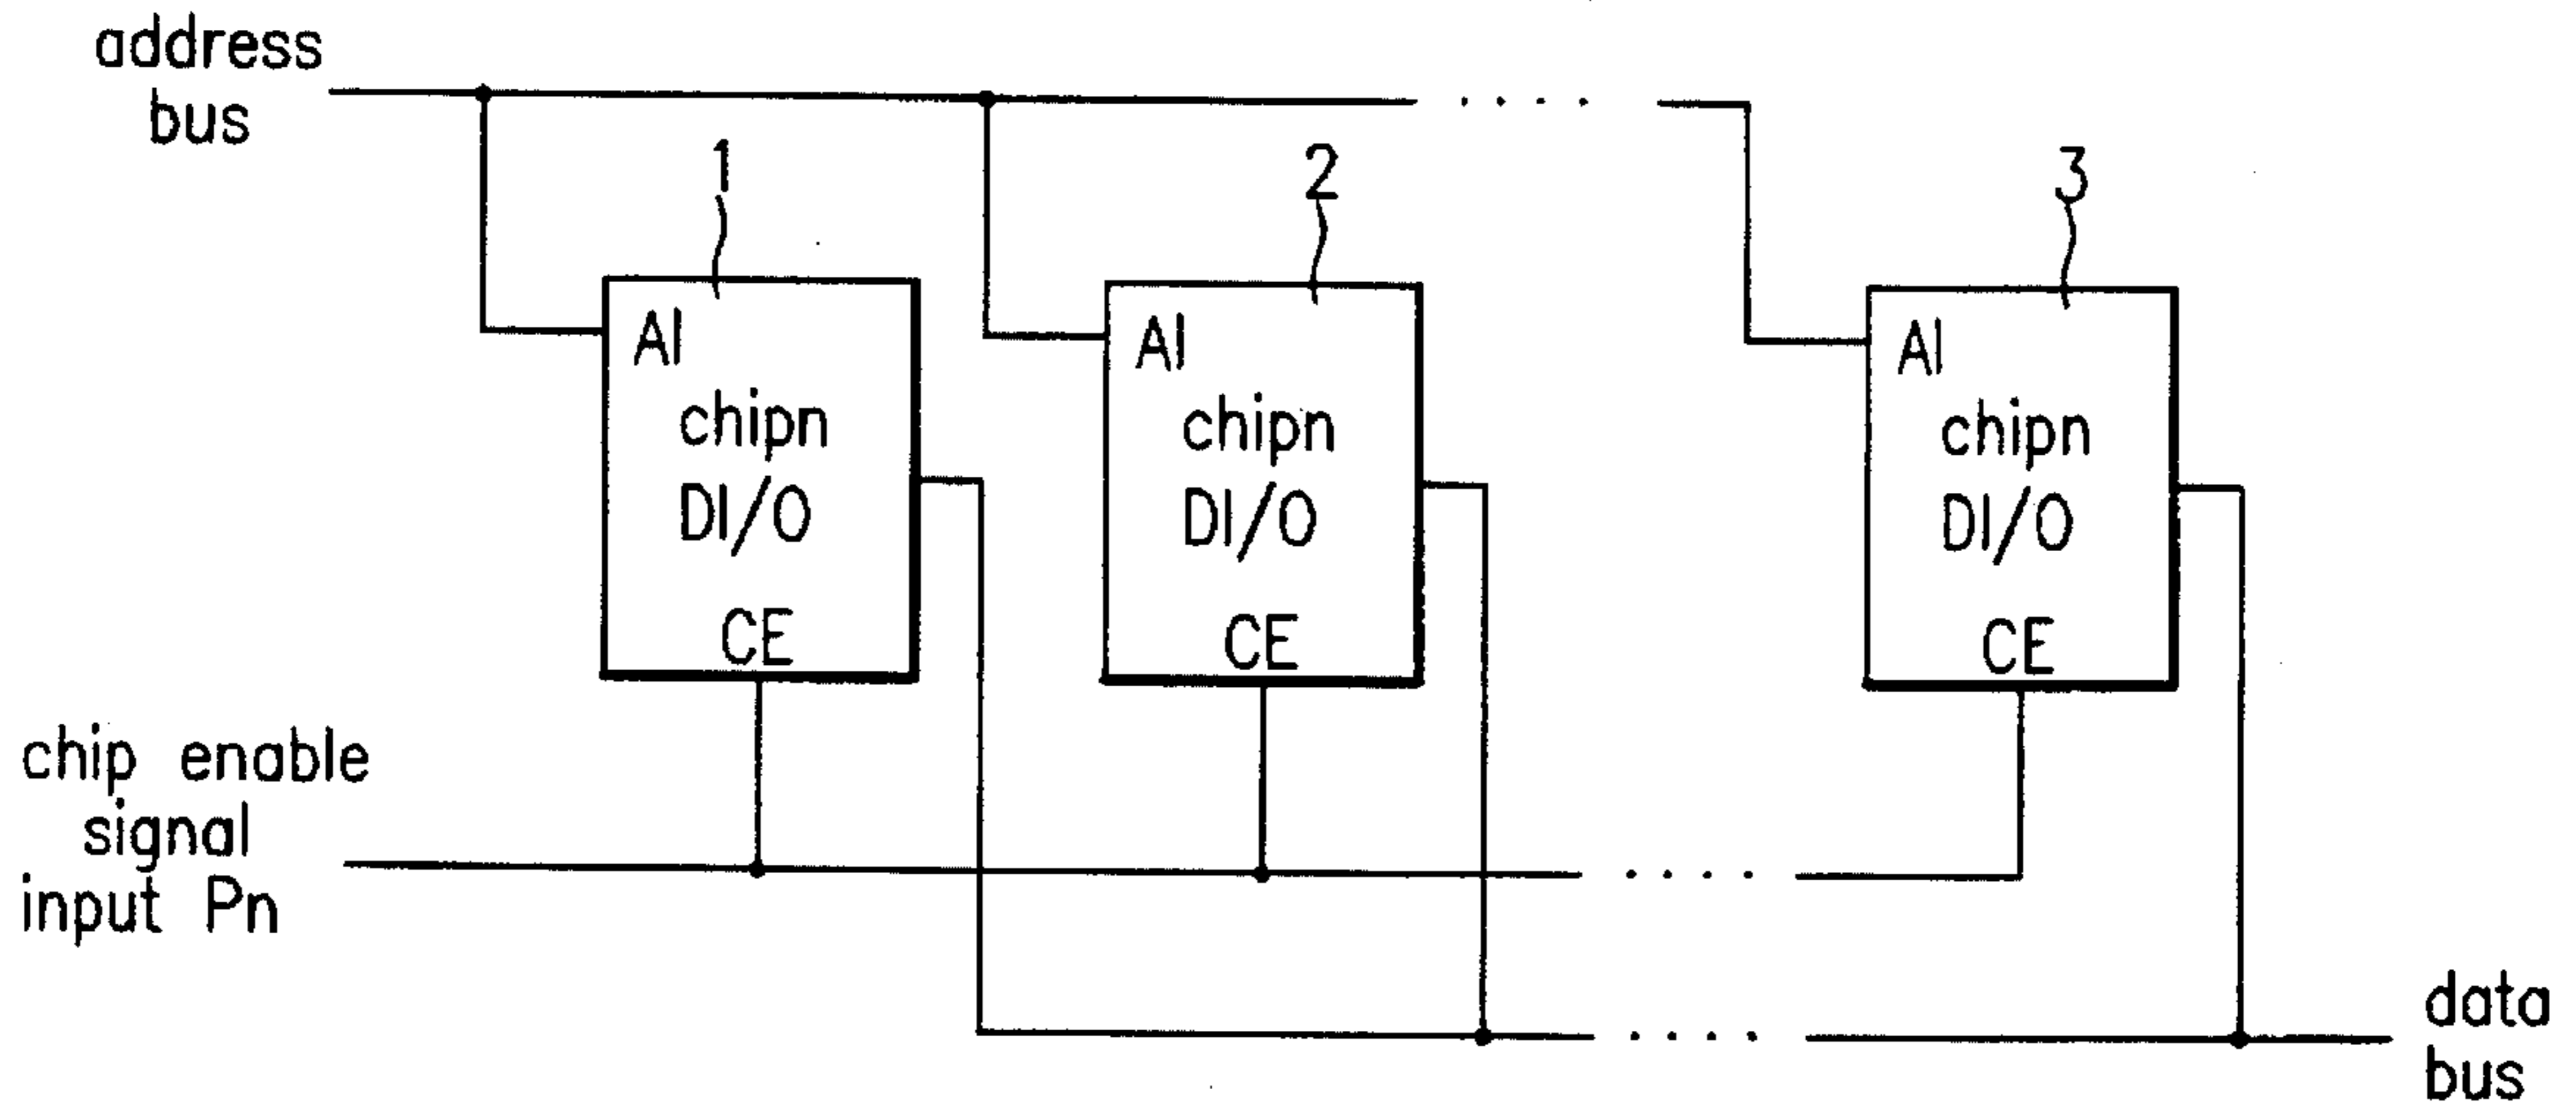 address
bus
1
2
3
AI
chipn
DI/O
CE
AI
chipn
DI/O
CE
AI
chipn
DI/O
CE
chip enable
signal
input Pn
data
bus